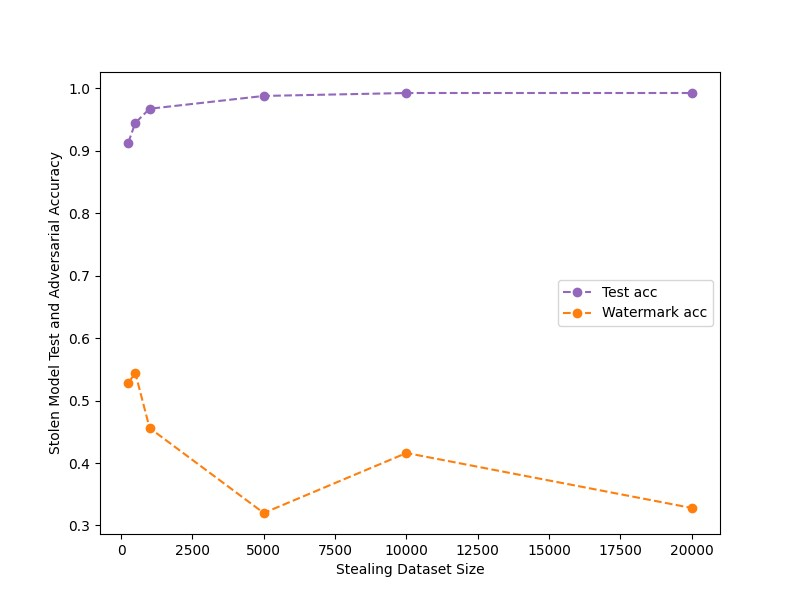 1.0
0.9
0.8
0.7
0.6
0.5
0.4
0.3
Stolen Model Test and Adversarial Accuracy
Test acc
Watermark acc
0 2500 5000 7500 10000 12500 15000 17500 20000
Stealing Dataset Size